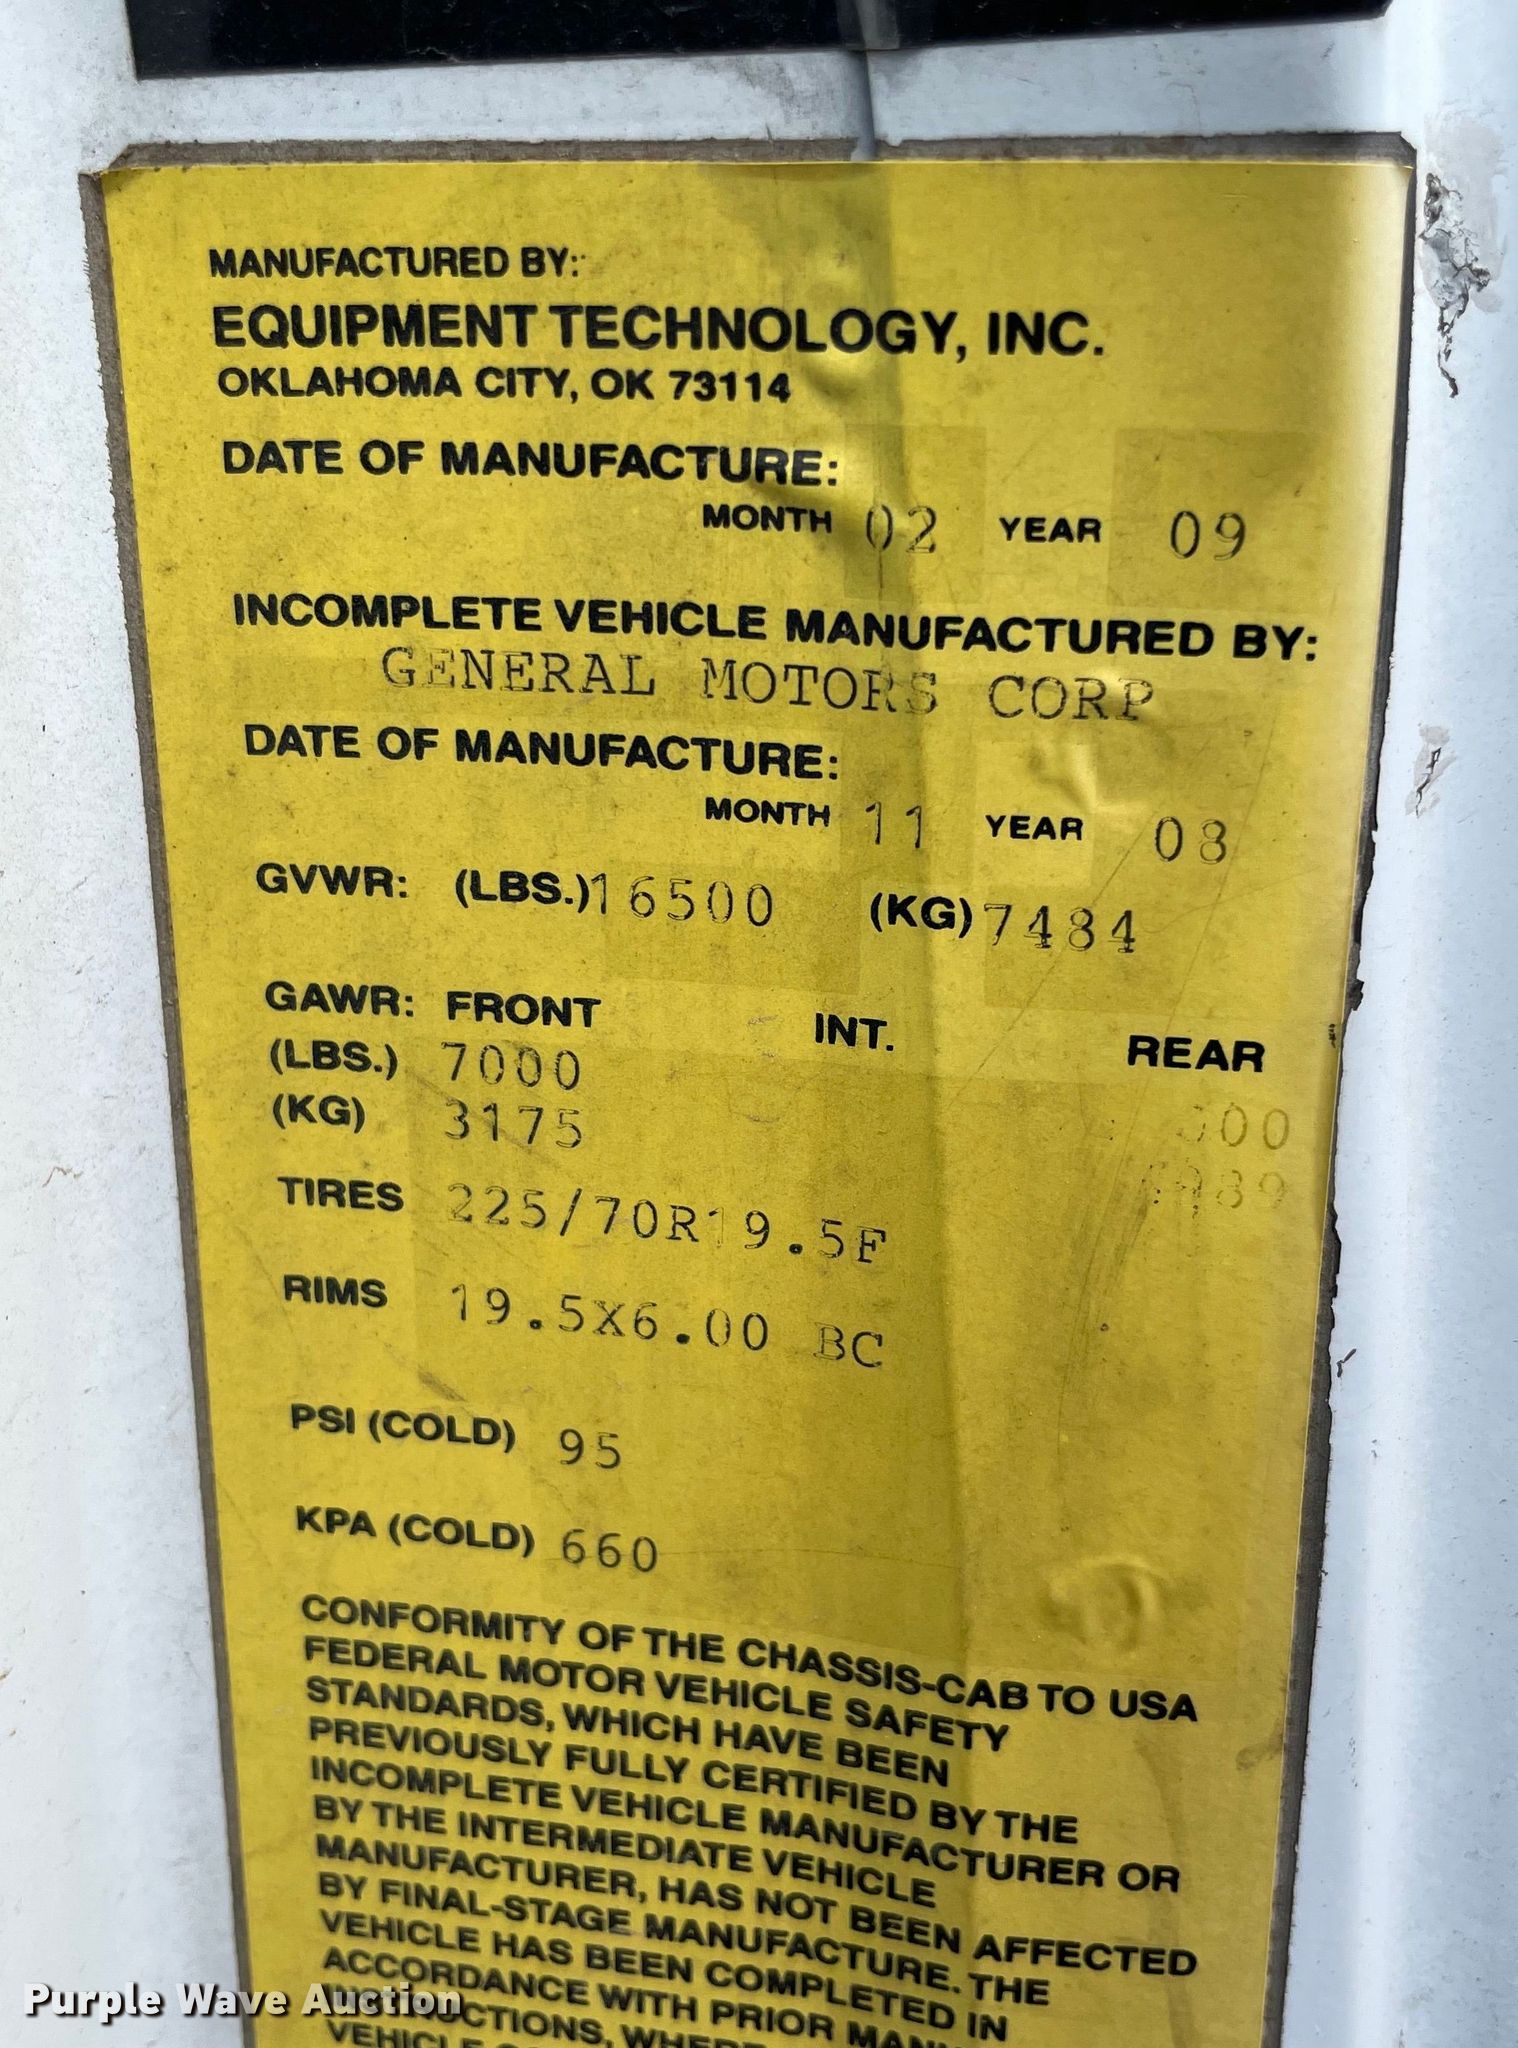 MANUFACTURED BY:
EQUIPMENT TECHNOLOGY, INC.
OKLAHOMA CITY, OK 73114
DATE OF MANUFACTURE:
MONTH 02 YEAR 09
INCOMPLETE VEHICLE MANUFACTURED BY:
GENERAL MOTORS CORP
DATE OF MANUFACTURE:
MONTH 11 YEAR 08
GVWR: (LBS.) 16500 (KG) 7484
GAWR: FRONT INT. REAR
(LBS.) 7000
(KG) 3175
TIRES 225/70R19.5F
RIMS 19.5X6.00 BC
PSI (COLD) 95
KPA (COLD) 660
CONFORMITY OF THE CHASSIS-CAB TO USA
FEDERAL MOTOR VEHICLE SAFETY
STANDARDS, WHICH HAVE BEEN
PREVIOUSLY FULLY CERTIFIED BY THE
INCOMPLETE VEHICLE MANUFACTURER OR
BY THE INTERMEDIATE VEHICLE
MANUFACTURER, HAS NOT BEEN AFFECTED
BY FINAL-STAGE MANUFACTURE. THE
VEHICLE HAS BEEN COMPLETED IN
ACCORDANCE WITH PRIOR
Purple Wave Auction